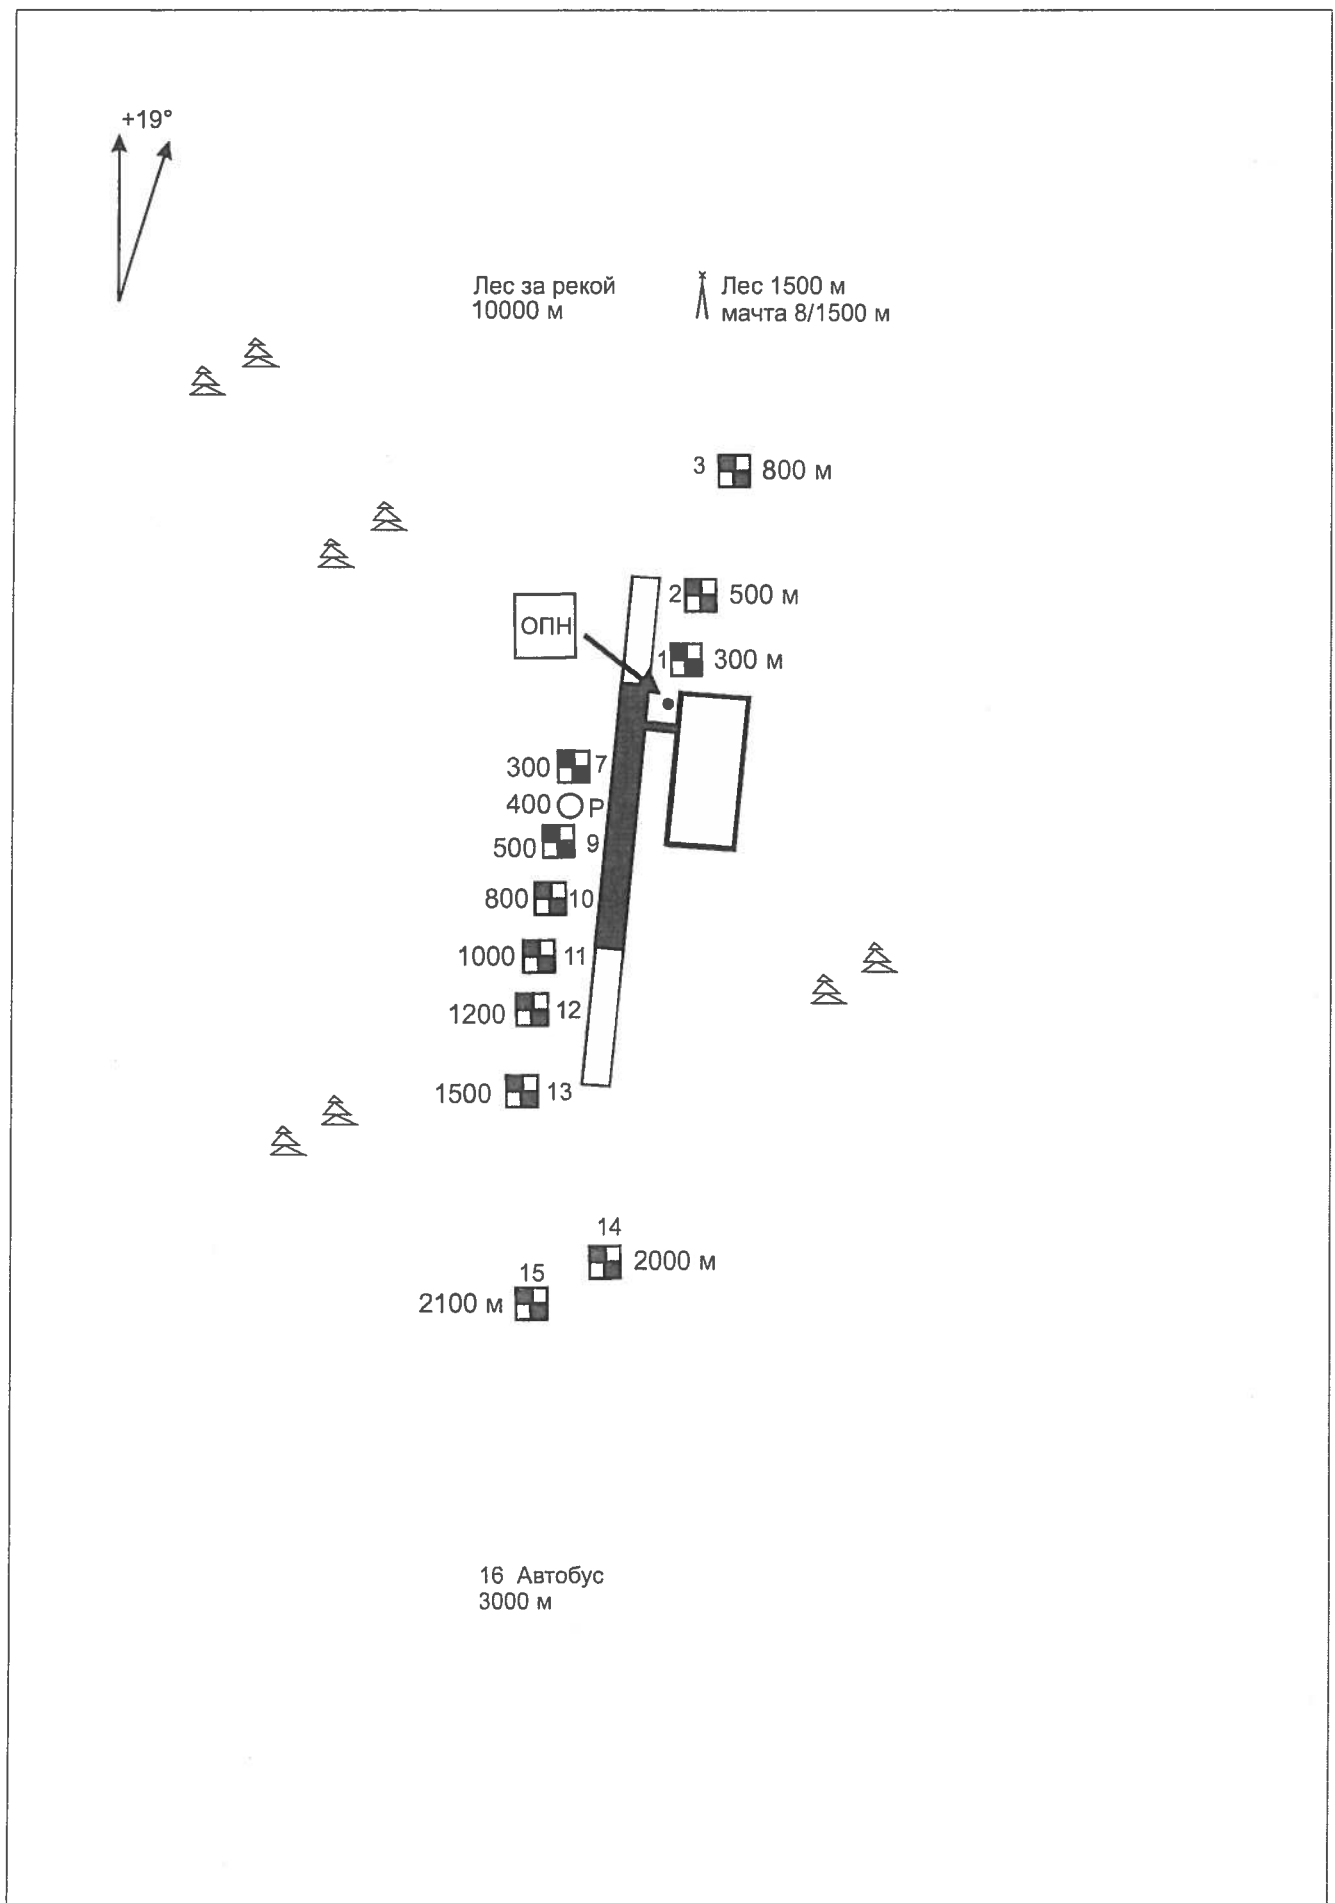 +19°
Лес за рекой
10000 м
Лес 1500 м
мачта 8/1500 м
3 800 м
2 500 м
ОПН
1 300 м
300 7
400 Р
500 9
800 10
1000 11
1200 12
1500 13
14
2000 м
15
2100 м
16 Автобус
3000 м